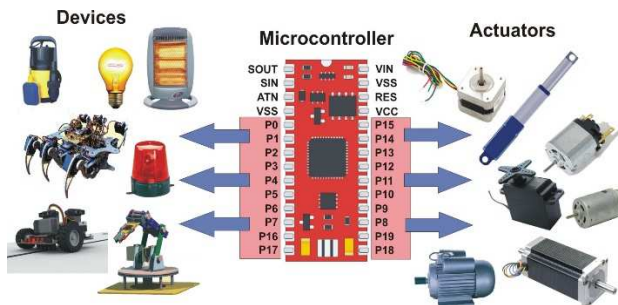 Devices
Microcontroller
Actuators
SOUT
SIN
ATN
VSS
P0
P1
P2
P3
P4
P5
P6
P7
P16
P17
VIN
VSS
RES
VCC
P15
P14
P13
P12
P11
P10
P9
P8
P19
P18